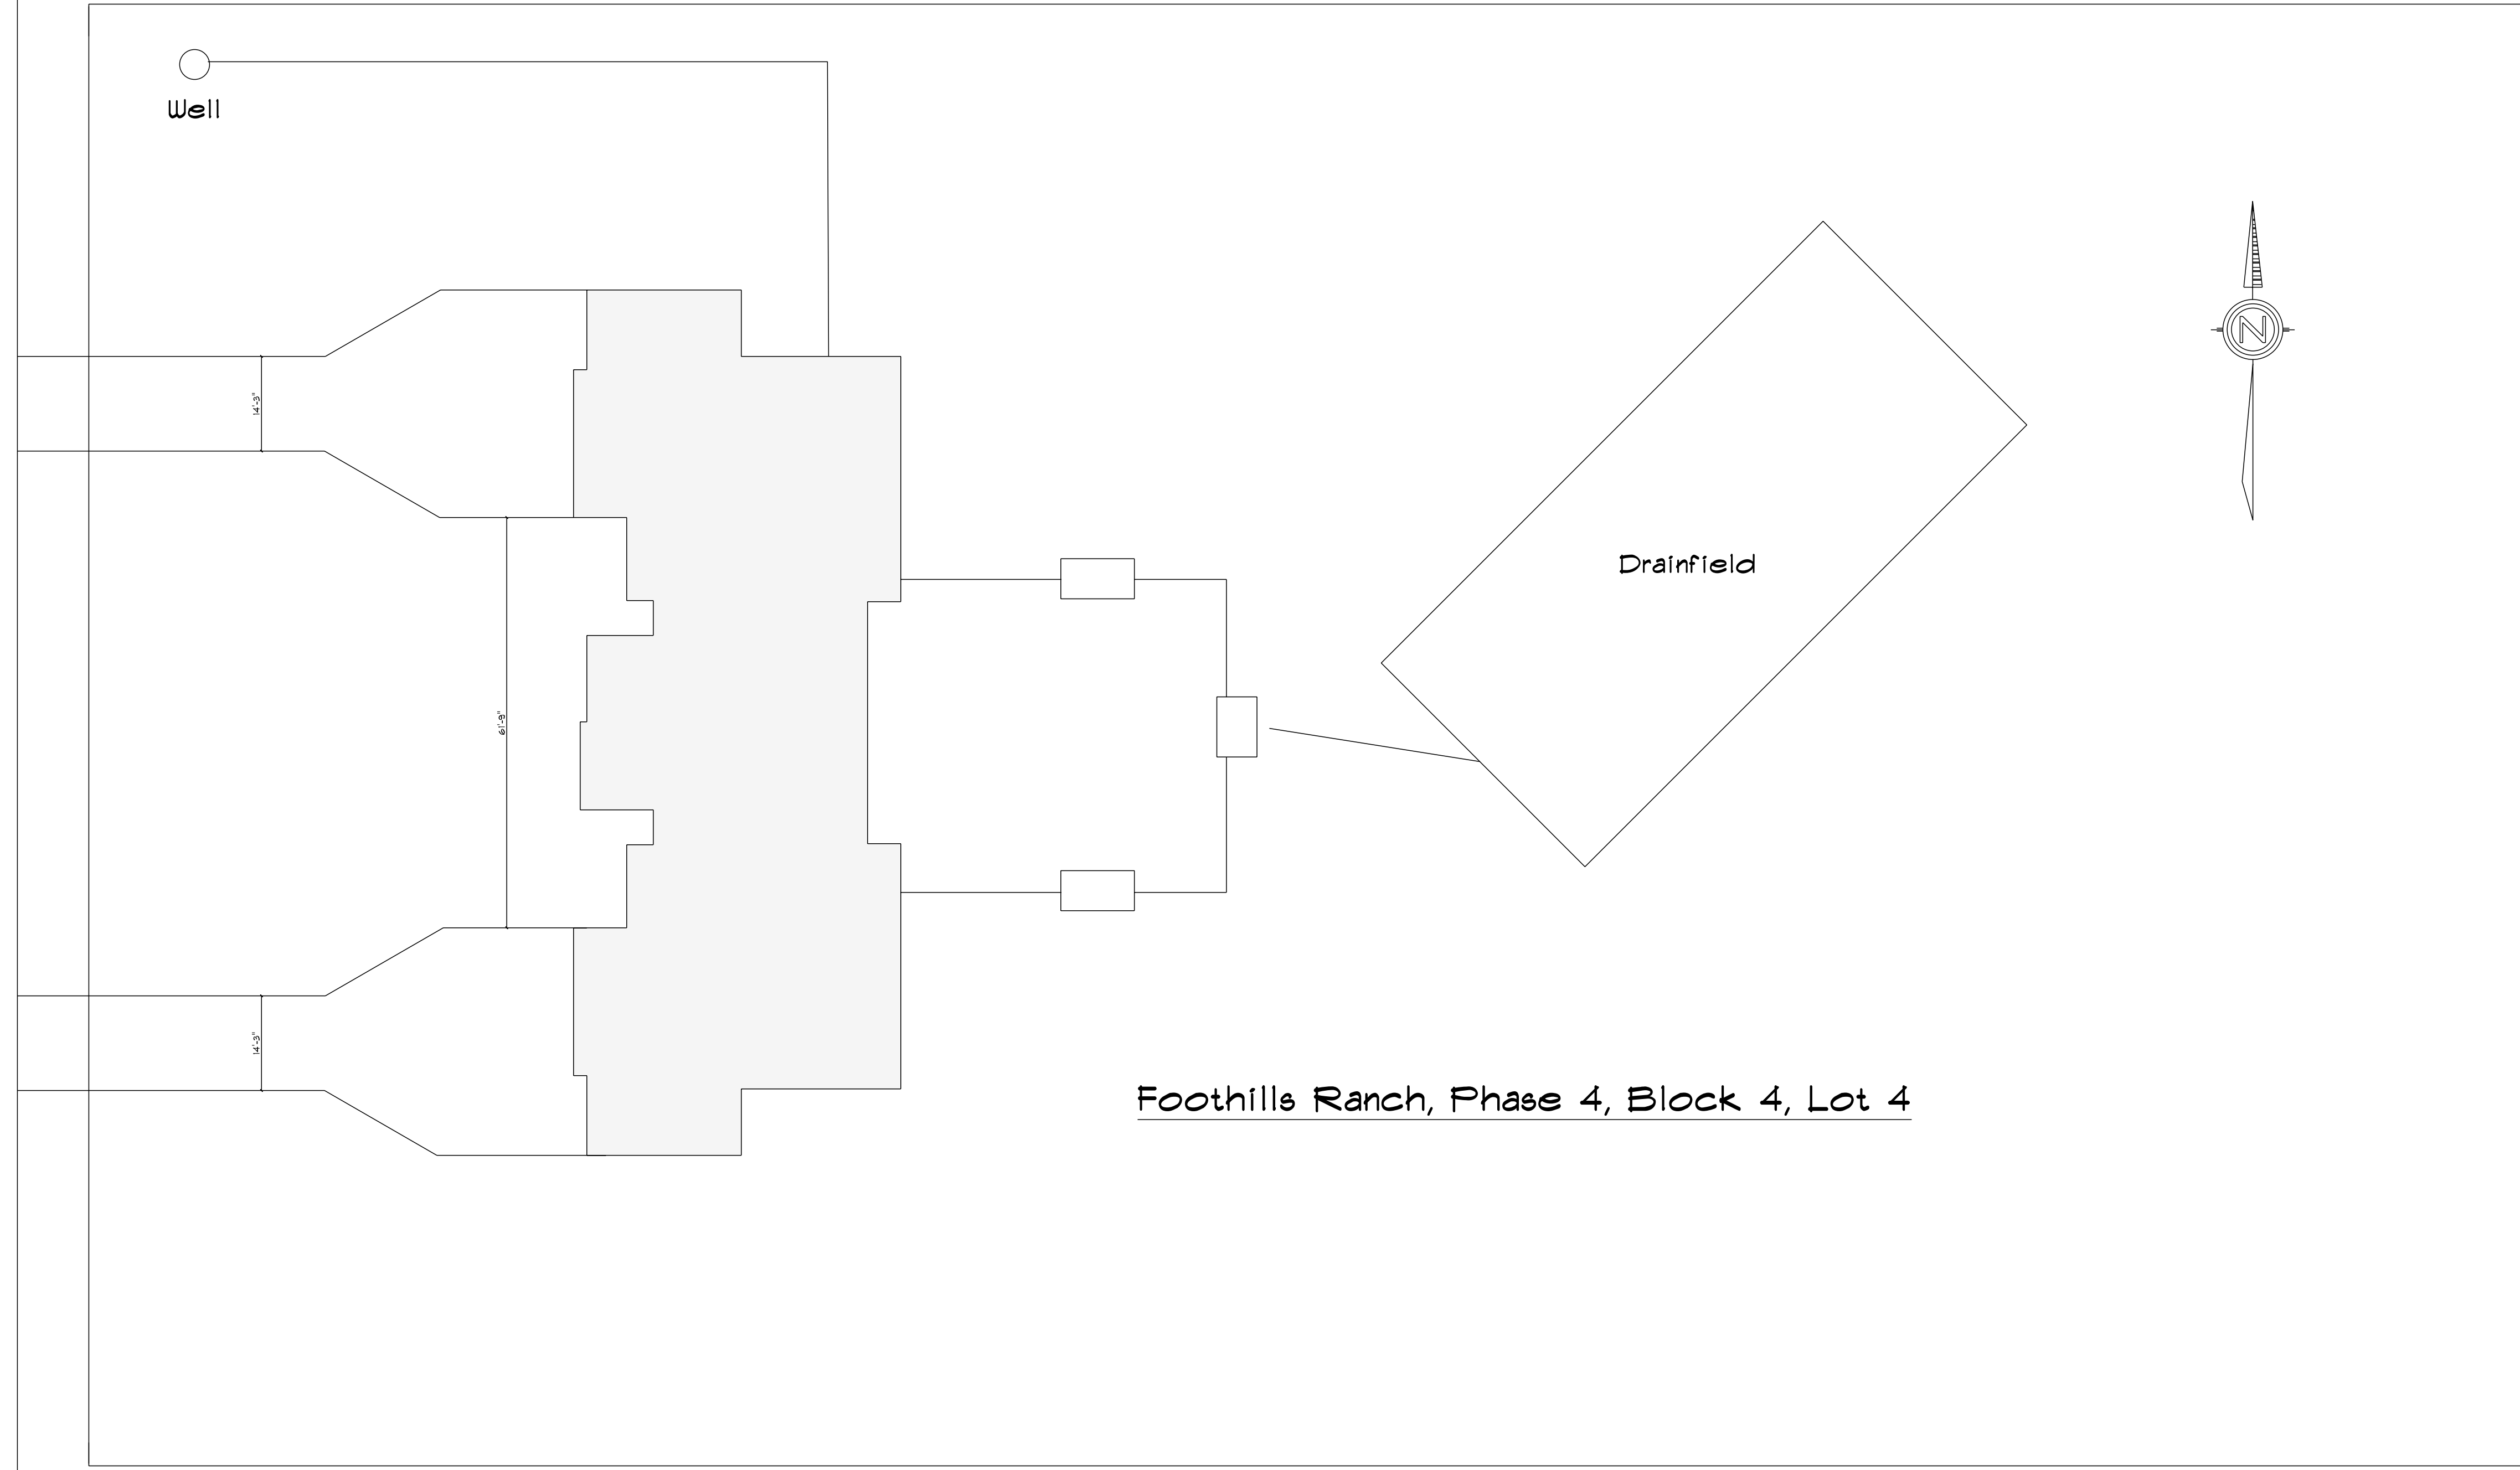 Well
N
14'-3"
Drainfield
61'-9"
14'-3"
Foothills Ranch, Phase 4, Block 4, Lot 4